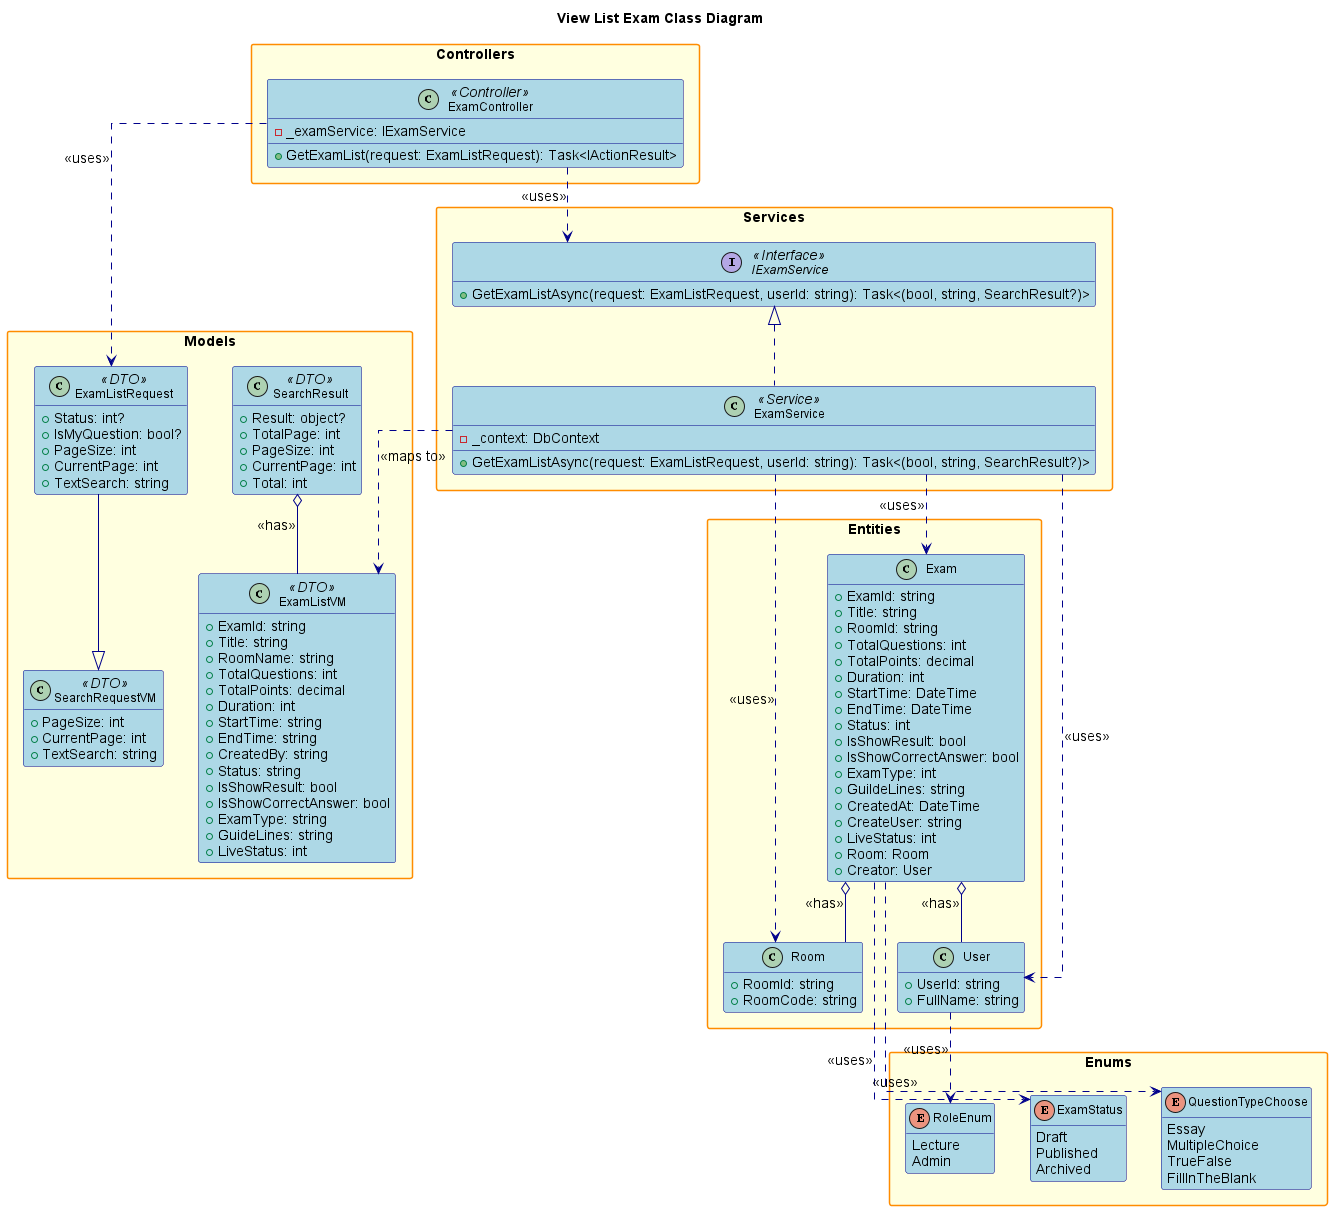 View List Exam Class Diagram
Controllers
C
«Controller»
ExamController
_examService: IExamService
GetExamList(request: ExamListRequest): Task<IActionResult>
«uses»
«uses»
Services
I
«Interface»
IExamService
GetExamListAsync(request: ExamListRequest, userId: string): Task<(bool, string, SearchResult?)>
C
«Service»
ExamService
_context: DbContext
GetExamListAsync(request: ExamListRequest, userId: string): Task<(bool, string, SearchResult?)>
«maps to»
Models
C
«DTO»
ExamListRequest
Status: int?
IsMyQuestion: bool?
PageSize: int
CurrentPage: int
TextSearch: string
C
«DTO»
SearchResult
Result: object?
TotalPage: int
PageSize: int
CurrentPage: int
Total: int
«has»
C
«DTO»
ExamListVM
ExamId: string
Title: string
RoomName: string
TotalQuestions: int
TotalPoints: decimal
Duration: int
StartTime: string
EndTime: string
CreatedBy: string
Status: string
IsShowResult: bool
IsShowCorrectAnswer: bool
ExamType: string
GuideLines: string
LiveStatus: int
C
«DTO»
SearchRequestVM
PageSize: int
CurrentPage: int
TextSearch: string
«uses»
«uses»
«uses»
Entities
C
Exam
ExamId: string
Title: string
RoomId: string
TotalQuestions: int
TotalPoints: decimal
Duration: int
StartTime: DateTime
EndTime: DateTime
Status: int
IsShowResult: bool
IsShowCorrectAnswer: bool
ExamType: int
GuildeLines: string
CreatedAt: DateTime
CreateUser: string
LiveStatus: int
Room: Room
Creator: User
«has»
«has»
C
Room
RoomId: string
RoomCode: string
C
User
UserId: string
FullName: string
«uses»
«uses»
«uses»
Enums
E
RoleEnum
Lecture
Admin
E
ExamStatus
Draft
Published
Archived
E
QuestionTypeChoose
Essay
MultipleChoice
TrueFalse
FillInTheBlank